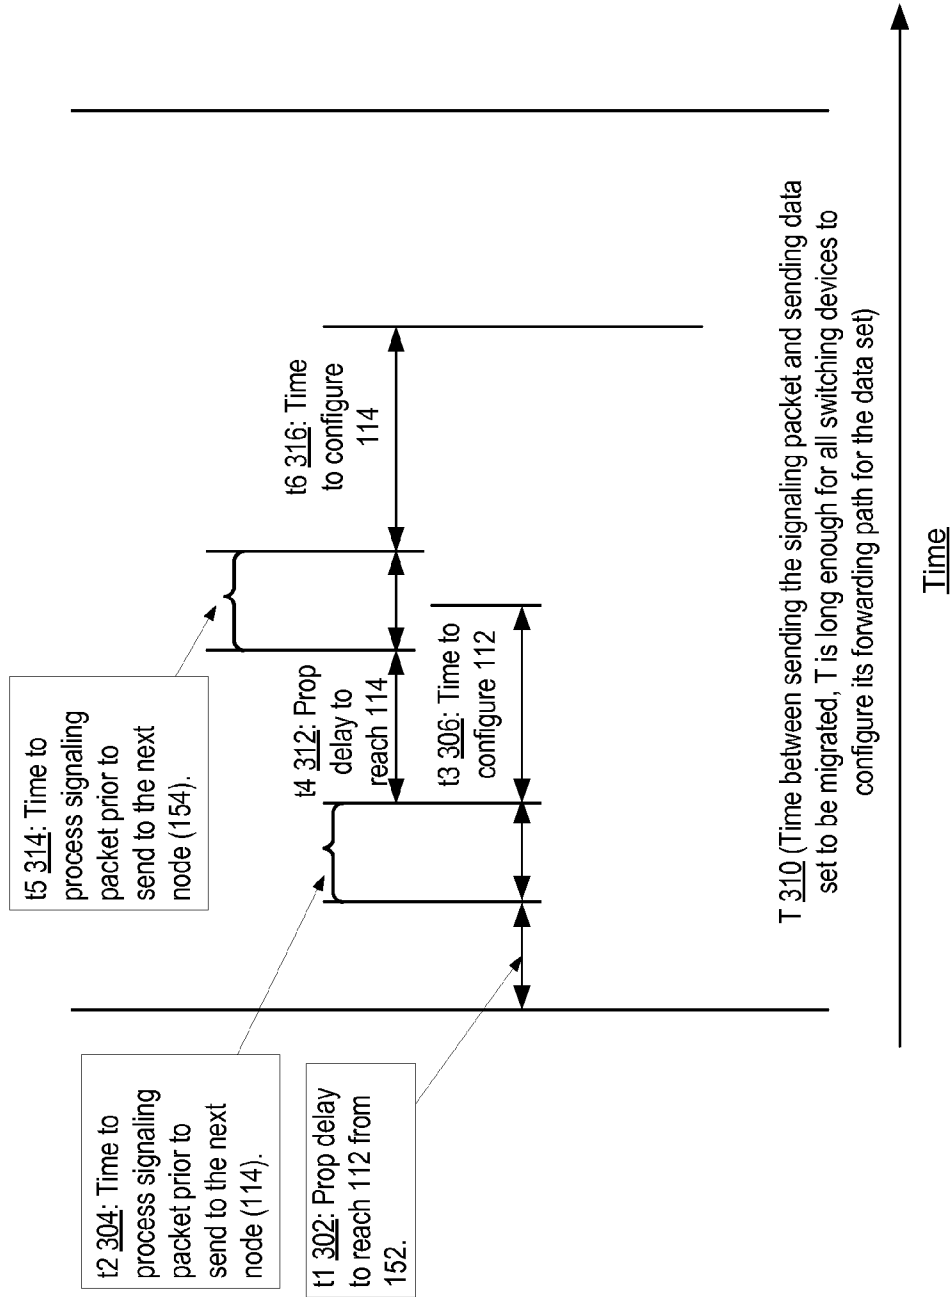 t5 314: Time to
process signaling
packet prior to
send to the next
node (154).
t2 304: Time to
process signaling
packet prior to
send to the next
node (114).
t1 302: Prop delay
to reach 112 from
152.
t4 312: Prop
delay to
reach 114
t6 316: Time
to configure
114
t3 306: Time to
configure 112
T 310 (Time between sending the signaling packet and sending data
set to be migrated, T is long enough for all switching devices to
configure its forwarding path for the data set)
Time